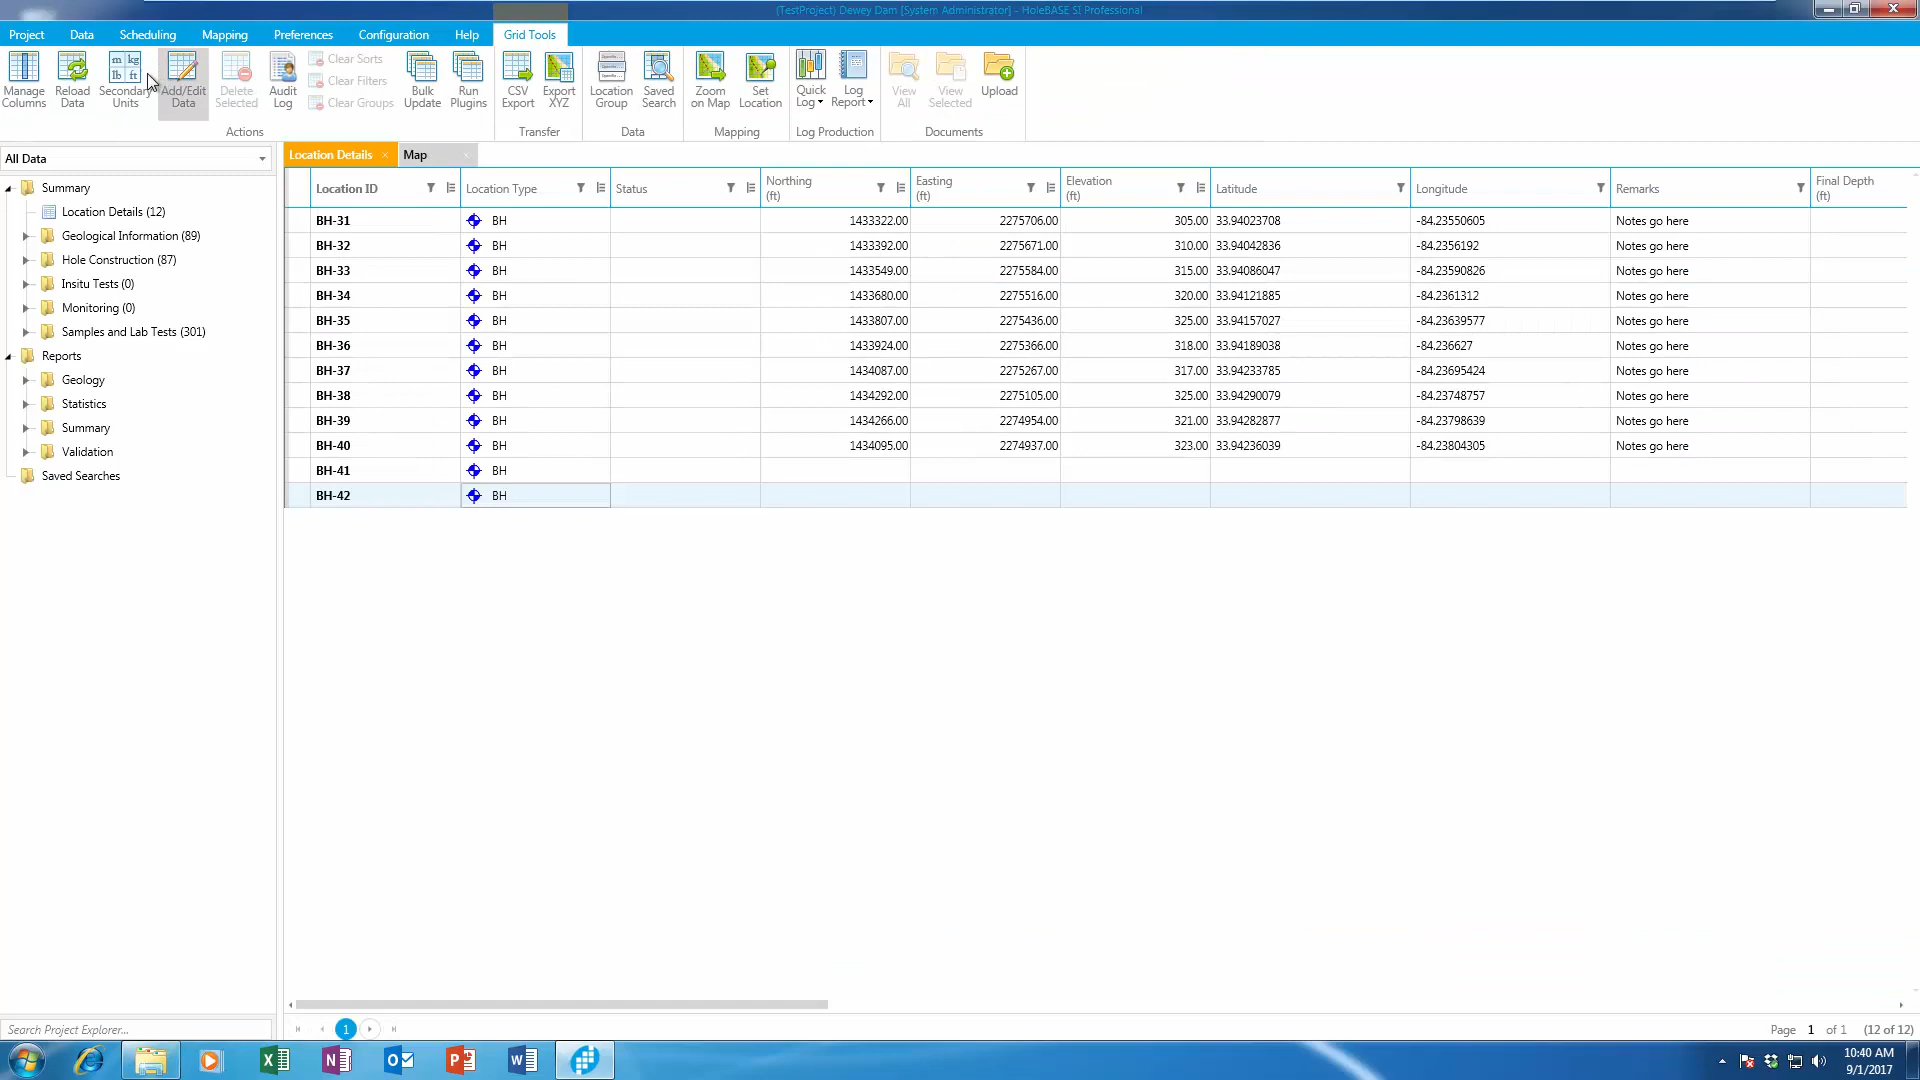 (TestProject) Dewey Dam [System Administrator] - HoleBASE SI Professional
Project Data Scheduling Mapping Preferences Configuration Help Grid Tools
Manage Columns
Reload Data
m kg lb ft
Secondary Units
Add/Edit Data
Delete Selected
Audit Log
Clear Sorts
Clear Filters
Clear Groups
Bulk Update
Run Plugins
CSV Export
Export XYZ
Location Group
Saved Search
Zoom on Map
Set Location
Quick Log
Log Report
View All
View Selected
Upload
Actions Transfer Data Mapping Log Production Documents
All Data
Summary
Location Details (12)
Geological Information (89)
Hole Construction (87)
Insitu Tests (0)
Monitoring (0)
Samples and Lab Tests (301)
Reports
Geology
Statistics
Summary
Validation
Saved Searches
Search Project Explorer...
Location Details Map
Location ID Location Type Status Northing (ft) Easting (ft) Elevation (ft) Latitude Longitude Remarks Final Depth (ft)
BH-31 BH 1433322.00 2275706.00 305.00 33.94023708 -84.23550605 Notes go here
BH-32 BH 1433392.00 2275671.00 310.00 33.94042836 -84.2356192 Notes go here
BH-33 BH 1433549.00 2275584.00 315.00 33.94086047 -84.23590826 Notes go here
BH-34 BH 1433680.00 2275516.00 320.00 33.94121885 -84.2361312 Notes go here
BH-35 BH 1433807.00 2275436.00 325.00 33.94157027 -84.23639577 Notes go here
BH-36 BH 1433924.00 2275366.00 318.00 33.94189038 -84.236627 Notes go here
BH-37 BH 1434087.00 2275267.00 317.00 33.94233785 -84.23695424 Notes go here
BH-38 BH 1434292.00 2275105.00 325.00 33.94290079 -84.23748757 Notes go here
BH-39 BH 1434266.00 2274954.00 321.00 33.94282877 -84.23798639 Notes go here
BH-40 BH 1434095.00 2274937.00 323.00 33.94236039 -84.23804305 Notes go here
BH-41 BH
BH-42 BH
1
Page 1 of 1 (12 of 12)
10:40 AM
9/1/2017